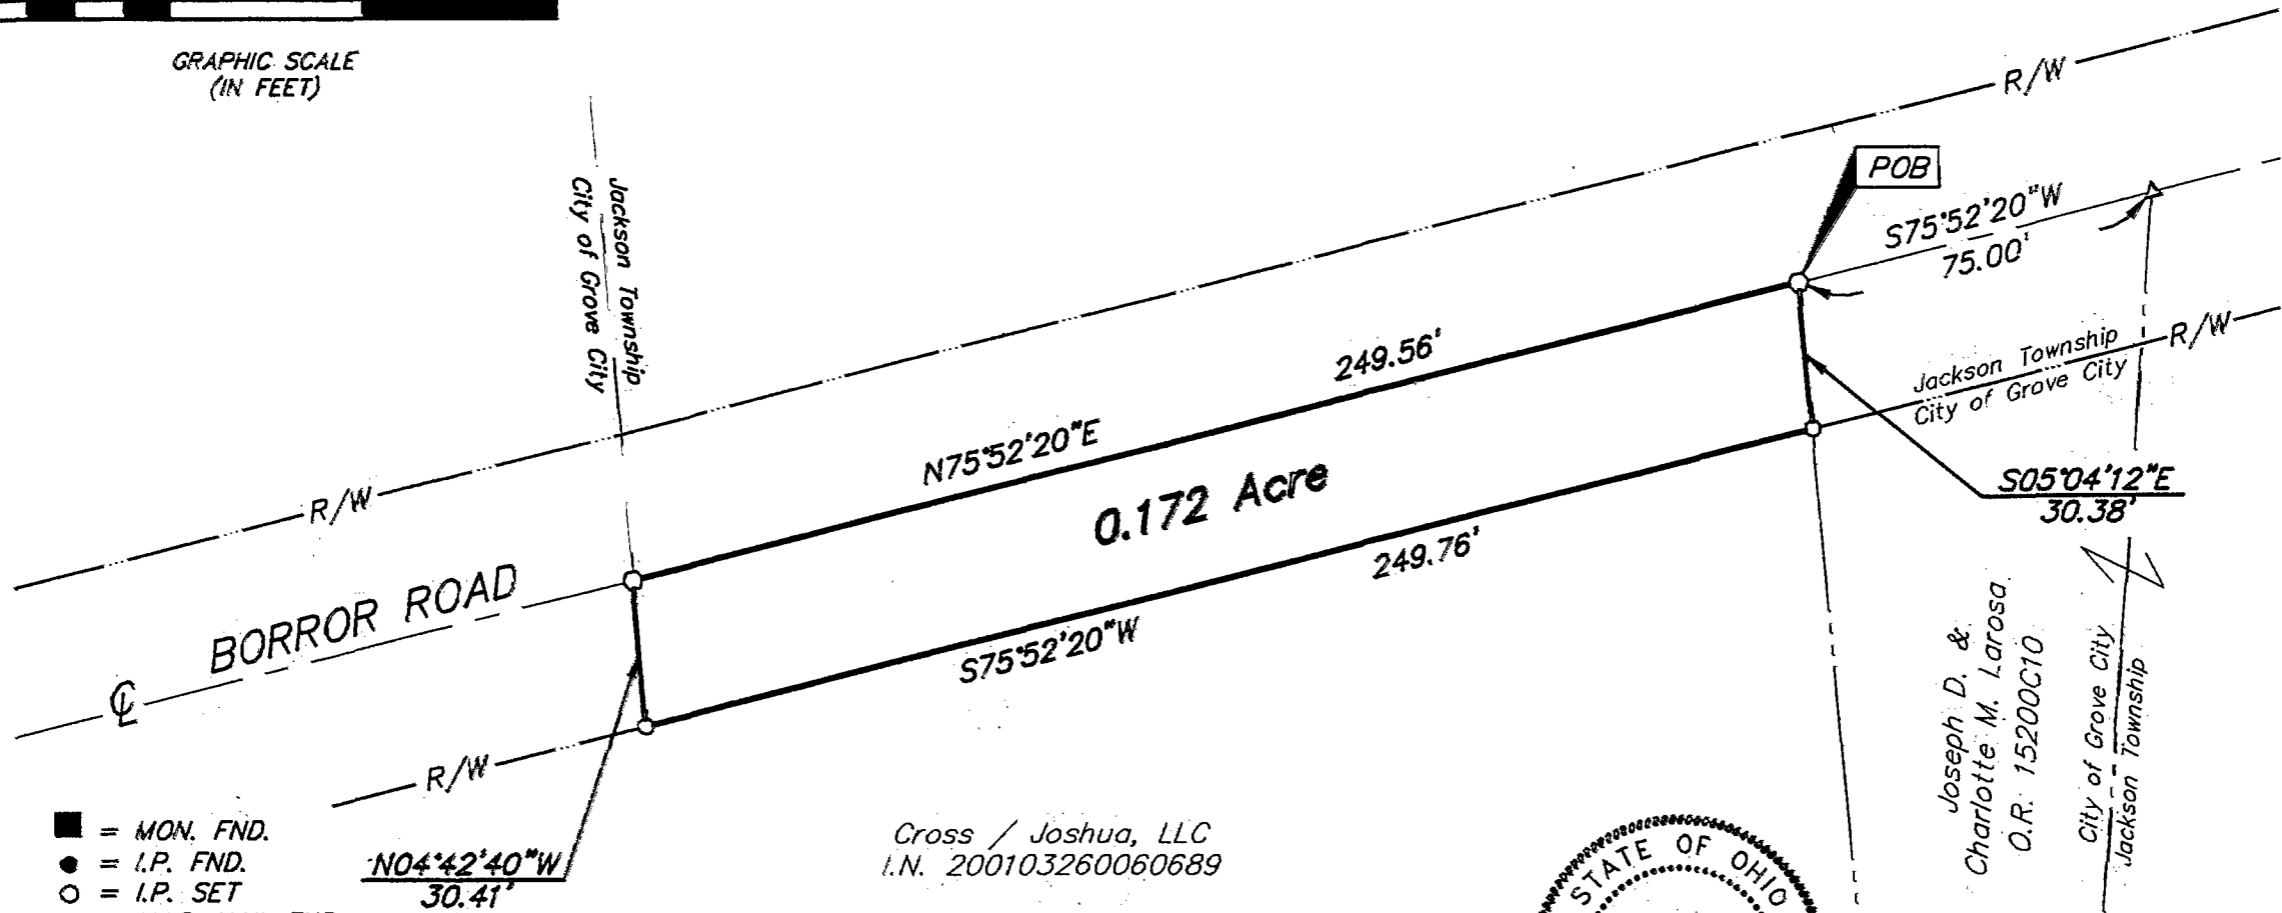 GRAPHIC SCALE
(IN FEET)
Jackson Township
City of Grove City
R/W
POB
S75°52'20"W
75.00'
249.56'
N75°52'20"E
0.172 Acre
249.76'
S75°52'20"W
Jackson Township
City of Grove City
R/W
S05°04'12"E
30.38'
R/W
BORROR ROAD
℄
R/W
N04°42'40"W
30.41'
■ = MON. FND.
● = I.P. FND.
○ = I.P. SET
Cross / Joshua, LLC
I.N. 200103260060689
STATE OF OHIO
Joseph D. &
Charlotte M. Larosa
O.R. 15200C10
City of Grove City
Jackson Township